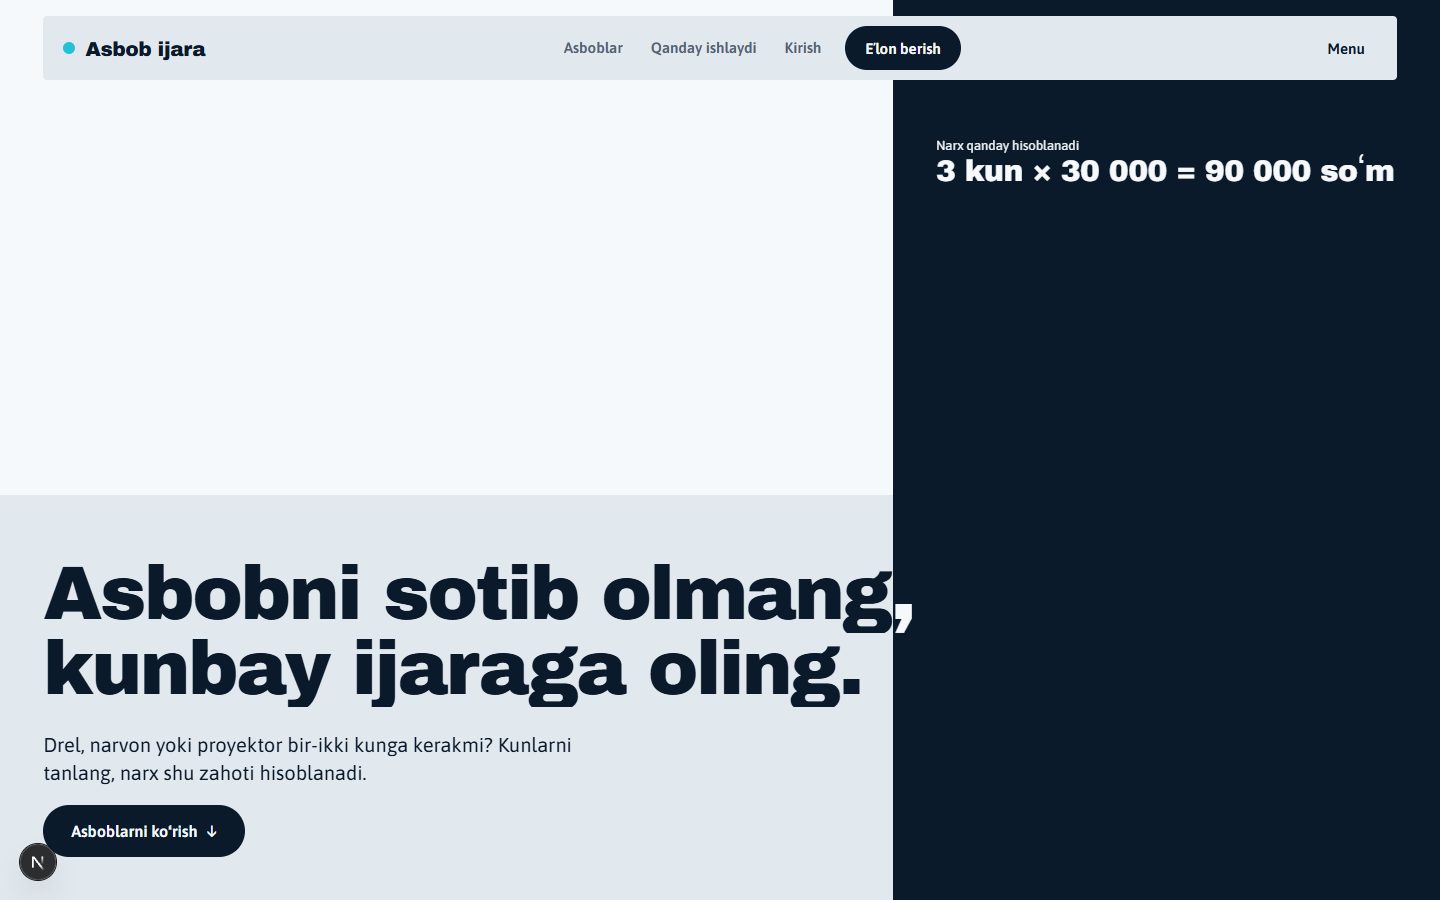 Asbob ijara
Asboblar
Qanday ishlaydi
Kirish
E'lon berish
Menu
Narx qanday hisoblanadi
3 kun × 30 000 = 90 000 soʻm
Asbobni sotib olmang,
kunbay ijaraga oling.
Drel, narvon yoki proyektor bir-ikki kunga kerakmi? Kunlarni
tanlang, narx shu zahoti hisoblanadi.
Asboblarni koʻrish ↓
N